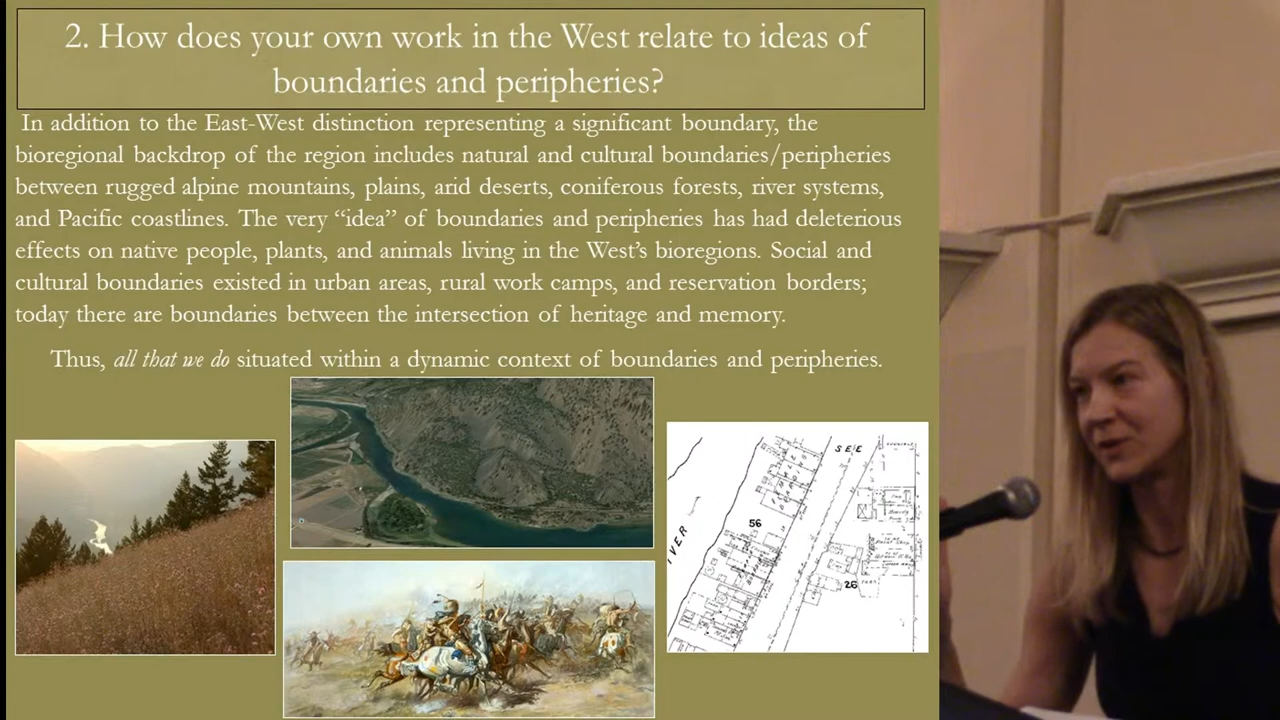 2. How does your own work in the West relate to ideas of
boundaries and peripheries?
In addition to the East-West distinction representing a significant boundary, the
bioregional backdrop of the region includes natural and cultural boundaries/peripheries
between rugged alpine mountains, plains, arid deserts, coniferous forests, river systems,
and Pacific coastlines. The very “idea” of boundaries and peripheries has had deleterious
effects on native people, plants, and animals living in the West’s bioregions. Social and
cultural boundaries existed in urban areas, rural work camps, and reservation borders;
today there are boundaries between the intersection of heritage and memory.
Thus, all that we do situated within a dynamic context of boundaries and peripheries.
56
26